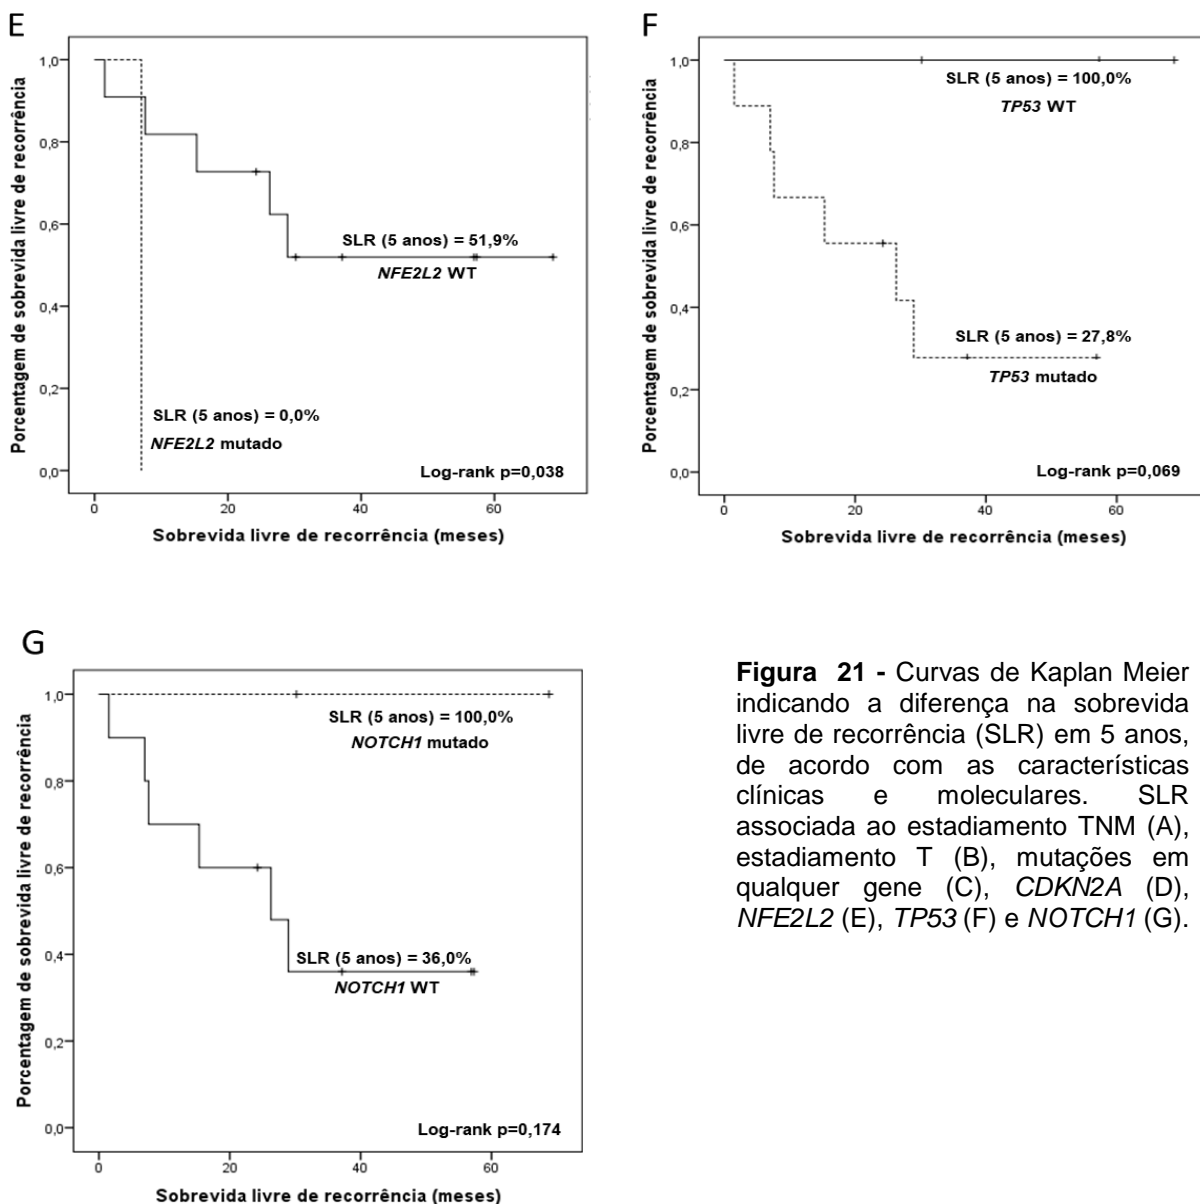 E
Porcentagem de sobrevida livre de recorrência
1,0
0,8
0,6
0,4
0,2
0,0
SLR (5 anos) = 51,9%
NFE2L2 WT
SLR (5 anos) = 0,0%
NFE2L2 mutado
Log-rank p=0,038
0 20 40 60
Sobrevida livre de recorrência (meses)
F
Porcentagem de sobrevida livre de recorrência
1,0
0,8
0,6
0,4
0,2
0,0
SLR (5 anos) = 100,0%
TP53 WT
SLR (5 anos) = 27,8%
TP53 mutado
Log-rank p=0,069
0 20 40 60
Sobrevida livre de recorrência (meses)
G
Porcentagem de sobrevida livre de recorrência
1,0
0,8
0,6
0,4
0,2
0,0
SLR (5 anos) = 100,0%
NOTCH1 mutado
SLR (5 anos) = 36,0%
NOTCH1 WT
Log-rank p=0,174
0 20 40 60
Sobrevida livre de recorrência (meses)
Figura 21 - Curvas de Kaplan Meier
indicando a diferença na sobrevida
livre de recorrência (SLR) em 5 anos,
de acordo com as características
clínicas e moleculares. SLR
associada ao estadiamento TNM (A),
estadiamento T (B), mutações em
qualquer gene (C), CDKN2A (D),
NFE2L2 (E), TP53 (F) e NOTCH1 (G).